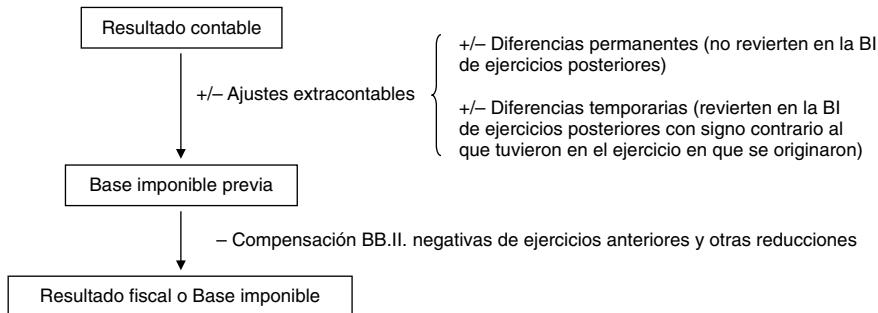 Resultado contable
+/– Ajustes extracontables
+/– Diferencias permanentes (no revierten en la BI
de ejercicios posteriores)
+/– Diferencias temporarias (revierten en la BI
de ejercicios posteriores con signo contrario al
que tuvieron en el ejercicio en que se originaron)
Base imponible previa
– Compensación BB.II. negativas de ejercicios anteriores y otras reducciones
Resultado fiscal o Base imponible